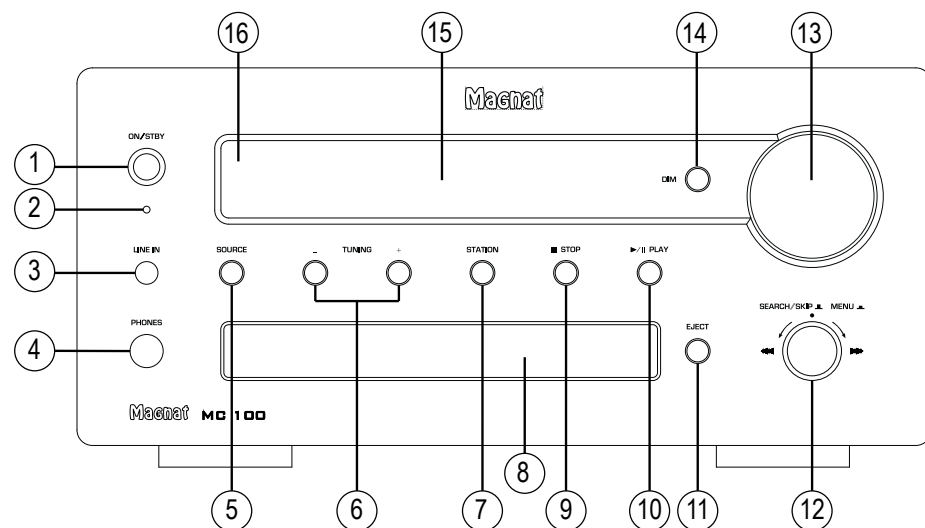 16 15 14 13
Magnat
ON/STBY
1
DIM
2
LINE IN SOURCE - TUNING + STATION ■ STOP ►/II PLAY
3
SEARCH/SKIP MENU
PHONES EJECT
4
Magnat MC 100
8
5 6 7 9 10 11 12